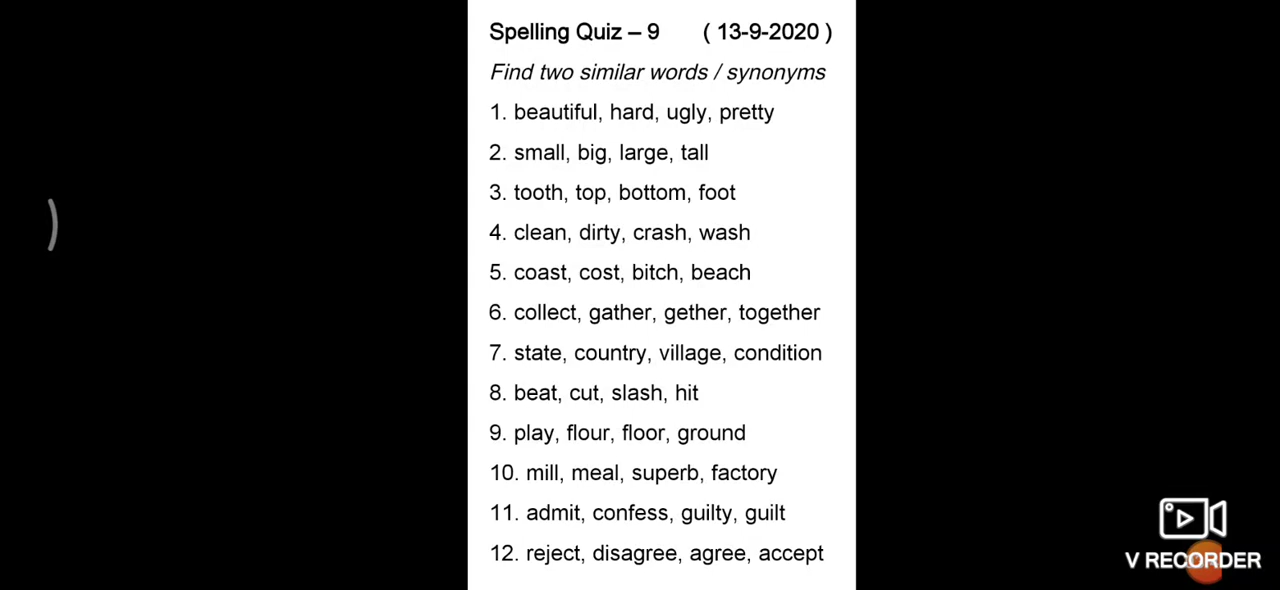 Spelling Quiz – 9 ( 13-9-2020 )
Find two similar words / synonyms
1. beautiful, hard, ugly, pretty
2. small, big, large, tall
3. tooth, top, bottom, foot
4. clean, dirty, crash, wash
5. coast, cost, bitch, beach
6. collect, gather, gether, together
7. state, country, village, condition
8. beat, cut, slash, hit
9. play, flour, floor, ground
10. mill, meal, superb, factory
11. admit, confess, guilty, guilt
12. reject, disagree, agree, accept
V RECORDER